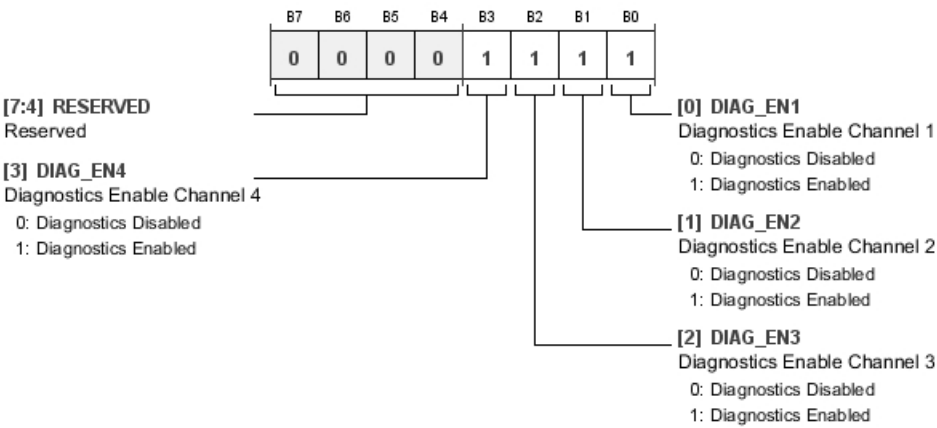 B7 B6 B5 B4 B3 B2 B1 B0
0 0 0 0 1 1 1 1
[7:4] RESERVED
Reserved
[3] DIAG_EN4
Diagnostics Enable Channel 4
0: Diagnostics Disabled
1: Diagnostics Enabled
[0] DIAG_EN1
Diagnostics Enable Channel 1
0: Diagnostics Disabled
1: Diagnostics Enabled
[1] DIAG_EN2
Diagnostics Enable Channel 2
0: Diagnostics Disabled
1: Diagnostics Enabled
[2] DIAG_EN3
Diagnostics Enable Channel 3
0: Diagnostics Disabled
1: Diagnostics Enabled